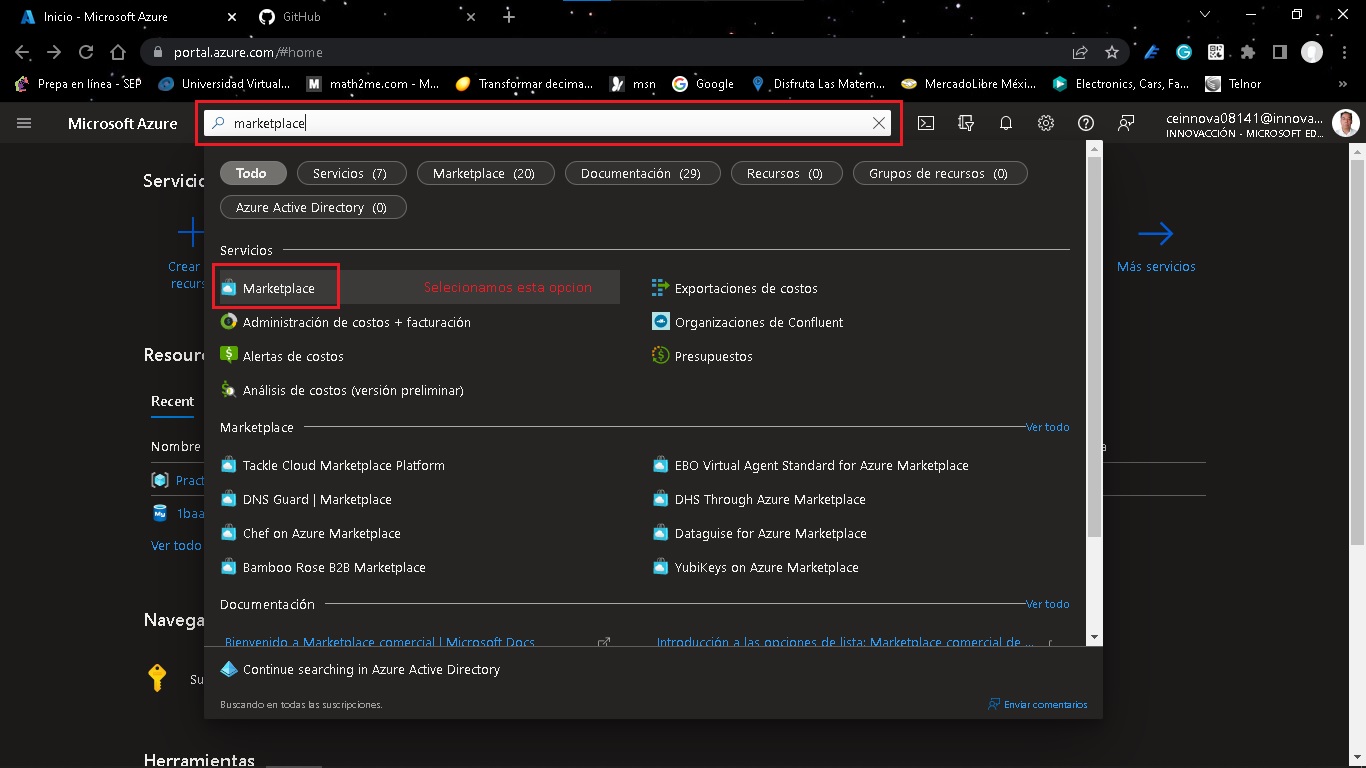 Inicio - Microsoft Azure
GitHub
portal.azure.com/#home
Prepa en línea - SEP
Universidad Virtual...
math2me.com - M...
Transformar decima...
msn
Google
Disfruta Las Matem...
MercadoLibre Méxi...
Electronics, Cars, Fa...
Telnor
Microsoft Azure
marketplace
ceinnova08141@innova...
INNOVACCIÓN - MICROSOFT ED...
Todo
Servicios (7)
Marketplace (20)
Documentación (29)
Recursos (0)
Grupos de recursos (0)
Azure Active Directory (0)
Servicic
Crear
recurs
Más servicios
Servicios
Marketplace
Selecionamos esta opcion
Exportaciones de costos
Administración de costos + facturación
Organizaciones de Confluent
Alertas de costos
Presupuestos
Análisis de costos (versión preliminar)
Resour
Recent
Nombre
a
Pract
1baa
Ver todo
Marketplace
Ver todo
Tackle Cloud Marketplace Platform
EBO Virtual Agent Standard for Azure Marketplace
DNS Guard | Marketplace
DHS Through Azure Marketplace
Chef on Azure Marketplace
Dataguise for Azure Marketplace
Bamboo Rose B2B Marketplace
YubiKeys on Azure Marketplace
Documentación
Ver todo
Bienvenido a Marketplace comercial | Microsoft Docs
Introducción a las opciones de lista: Marketplace comercial de ...
Navega
Su
Continue searching in Azure Active Directory
Buscando en todas las suscripciones.
Enviar comentarios
Herramientas